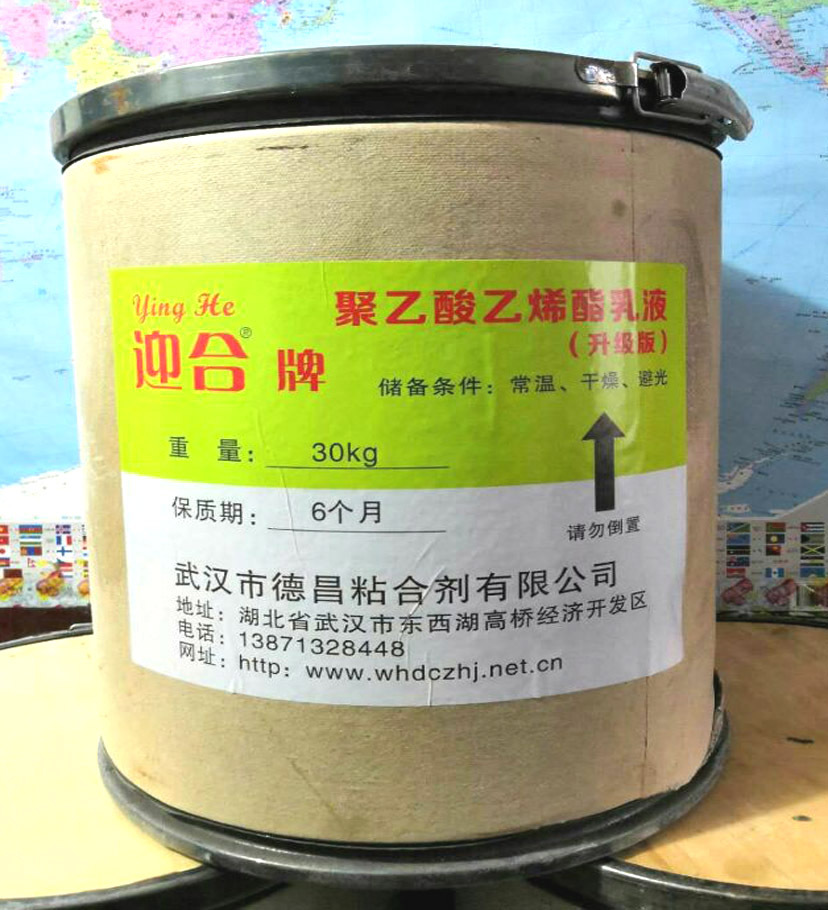 Ying He
迎合® 牌
聚乙酸乙烯酯乳液
（升级版）
储备条件：常温、干燥、避光
重 量： 30kg
保质期： 6个月
请勿倒置
武汉市德昌粘合剂有限公司
地址：湖北省武汉市东西湖高桥经济开发区
电话：13871328448
网址：http：www.whdczhj.net.cn